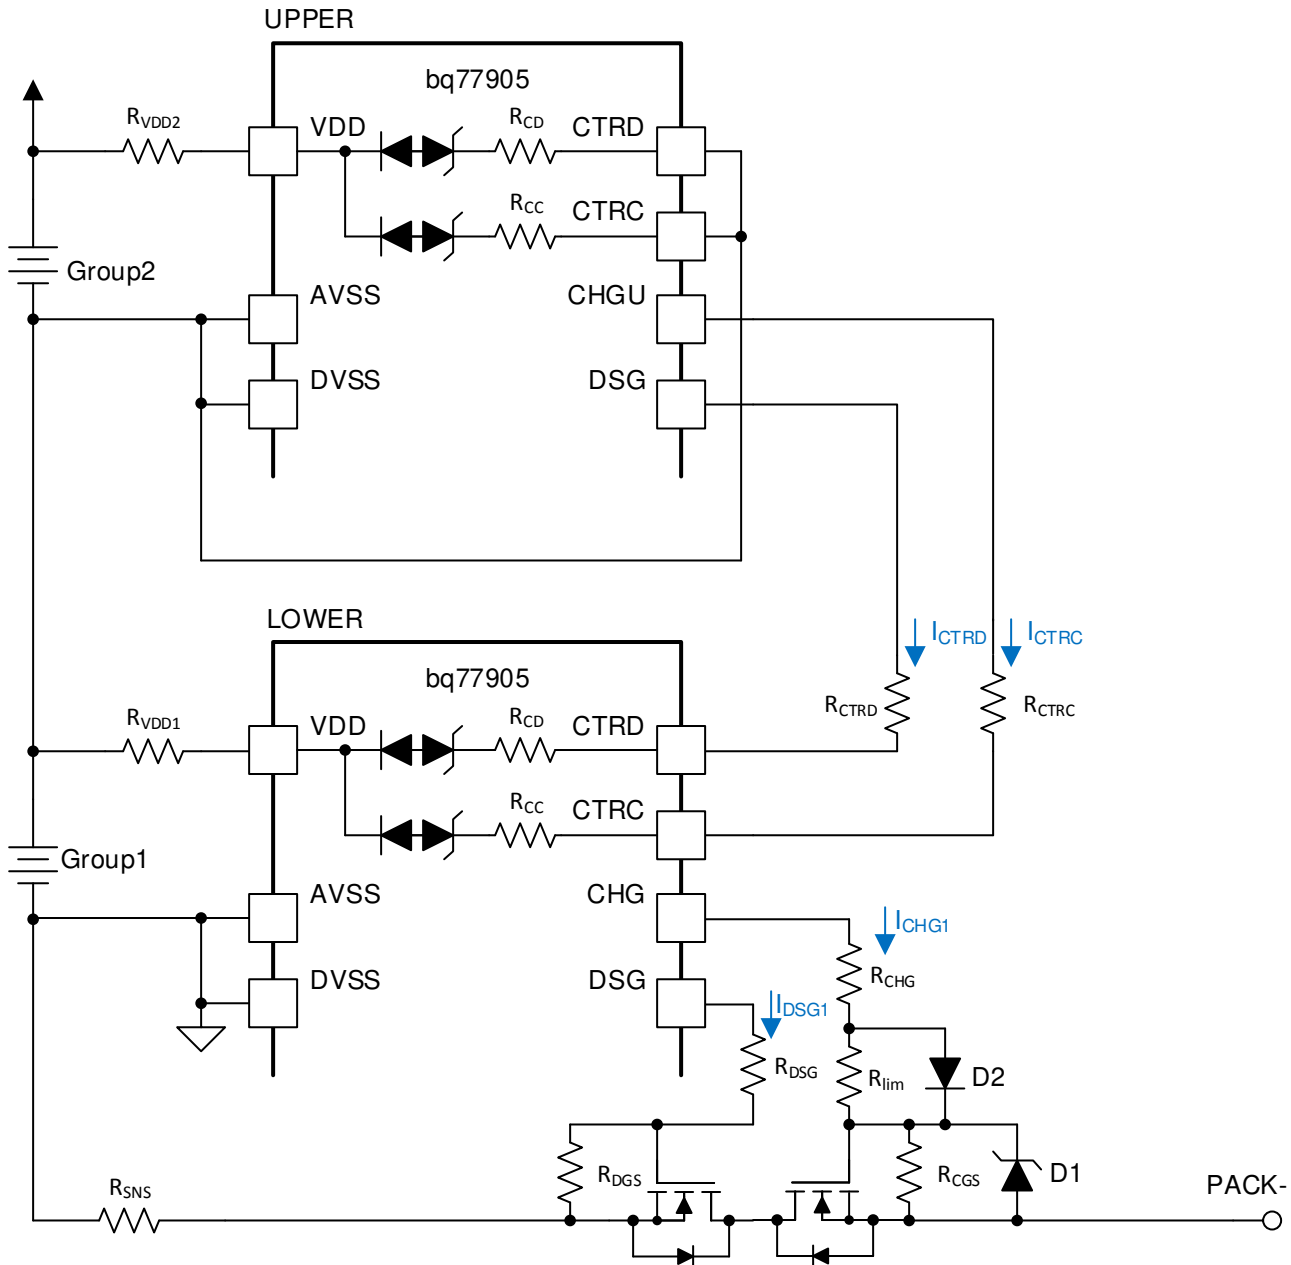 UPPER
bq77905
RVDD2
VDD
RCD
CTRD
RCC
CTRC
Group2
AVSS
CHGU
DVSS
DSG
LOWER
ICTRD
ICTRC
bq77905
RVDD1
VDD
RCD
CTRD
RCTRD
RCTRC
RCC
CTRC
Group1
AVSS
CHG
ICHG1
DVSS
DSG
RCHG
IDSG1
RDSG
Rlim
D2
RDGS
RCGS
D1
RSNS
PACK-